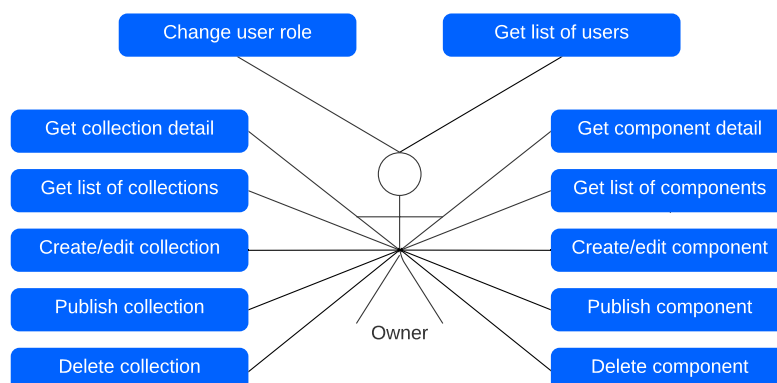 Change user role
Get list of users
Get collection detail
Get component detail
Get list of collections
Get list of components
Create/edit collection
Create/edit component
Publish collection
Publish component
Owner
Delete collection
Delete component